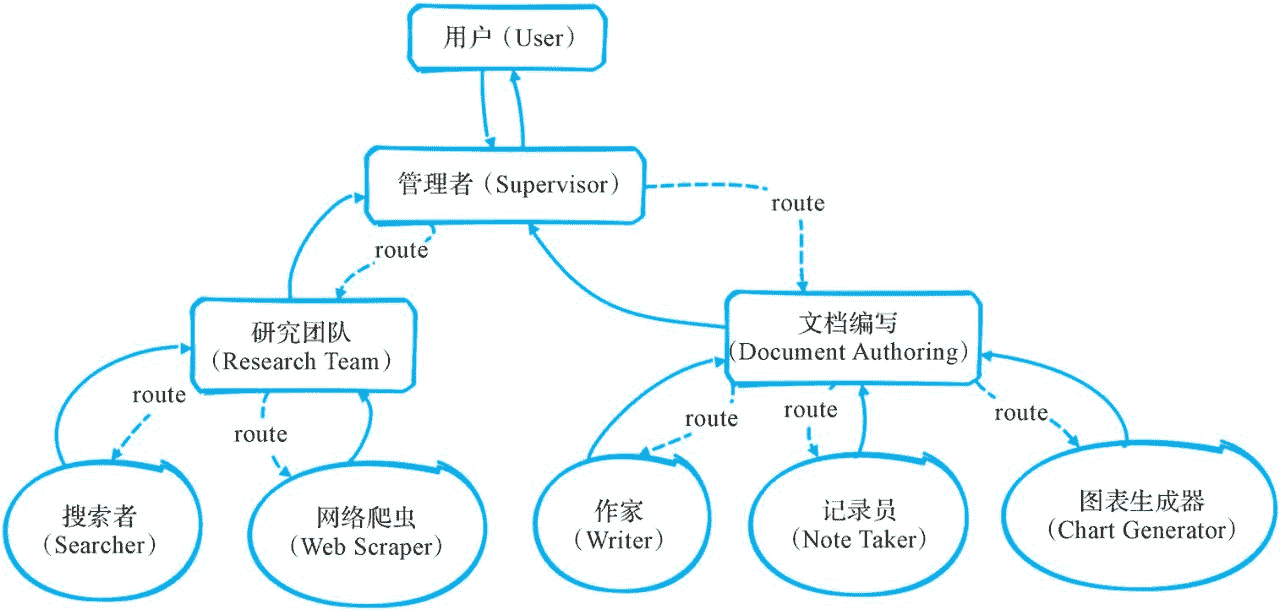 用户（User）
管理者（Supervisor）
route
route
研究团队
（Research Team）
文档编写
（Document Authoring）
route
route
route
route
route
搜索者
（Searcher）
网络爬虫
（Web Scraper）
作家
（Writer）
记录员
（Note Taker）
图表生成器
（Chart Generator）